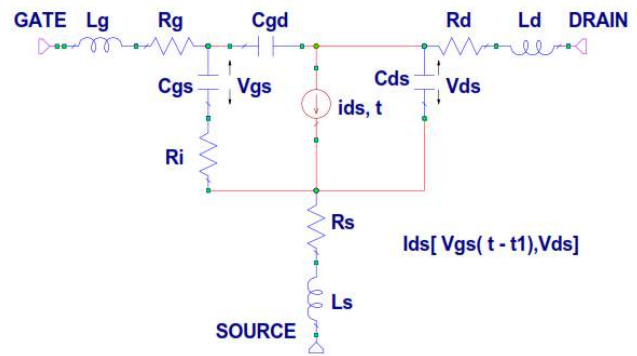 GATE Lg Rg Cgd Rd Ld DRAIN
Cgs Vgs Cds Vds
ids, t
Ri
Rs
Ids[ Vgs( t - t1),Vds]
Ls
SOURCE